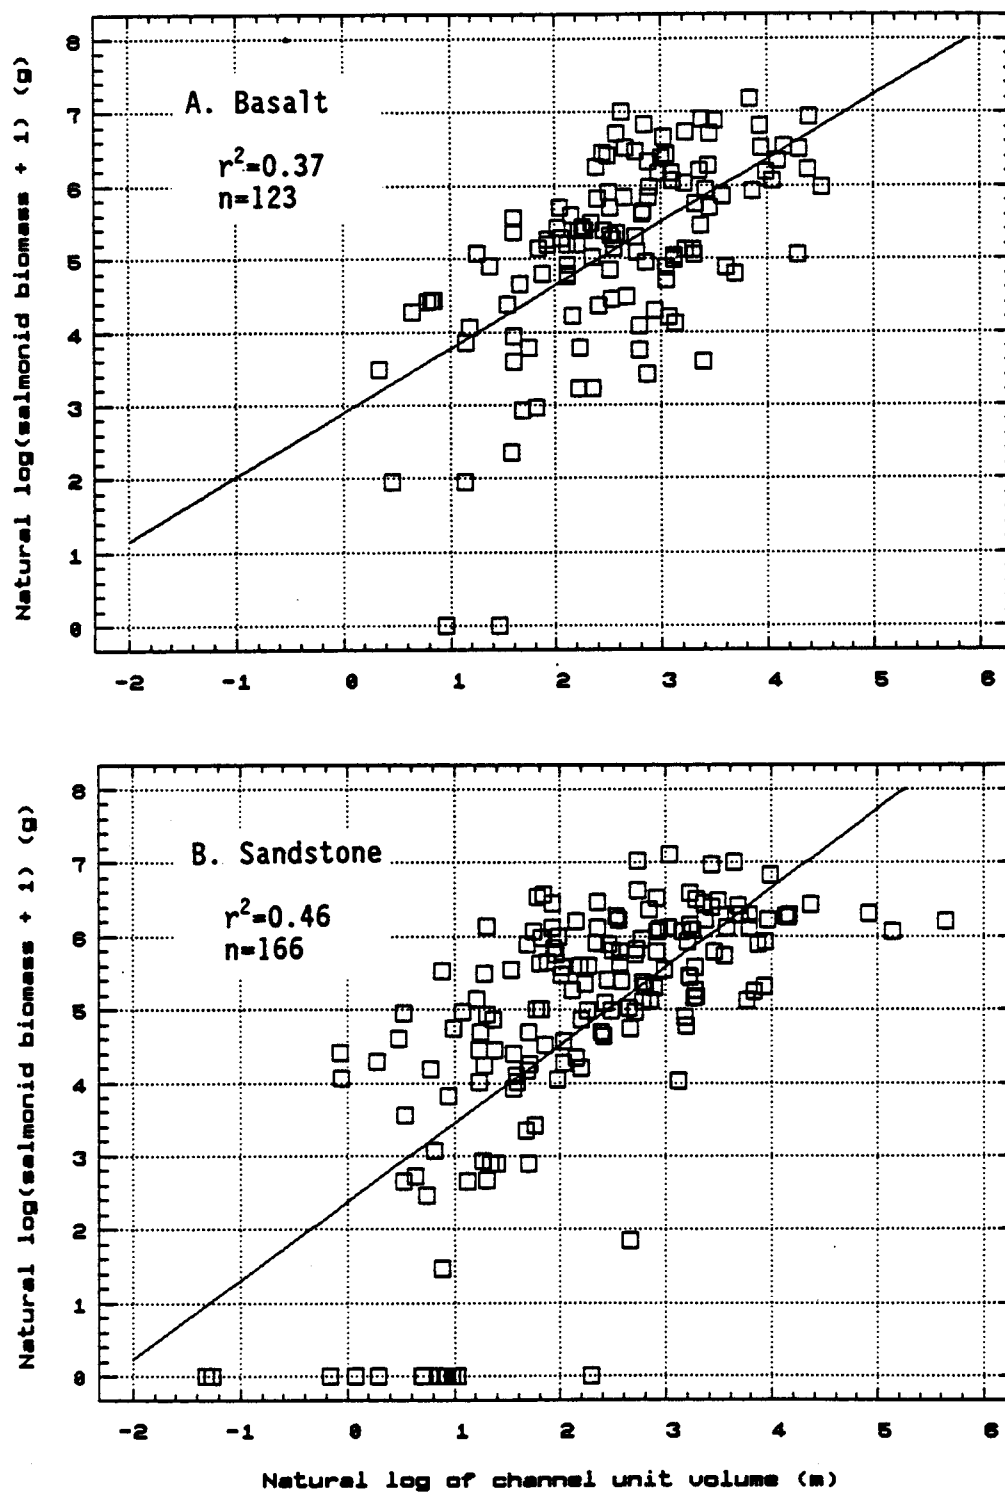 Natural log(salmonid biomass + 1) (g)
8
7
6
5
4
3
2
1
0
A. Basalt
r²=0.37
n=123
-2 -1 0 1 2 3 4 5 6
Natural log(salmonid biomass + 1) (g)
8
7
6
5
4
3
2
1
0
B. Sandstone
r²=0.46
n=166
-2 -1 0 1 2 3 4 5 6
Natural log of channel unit volume (m)